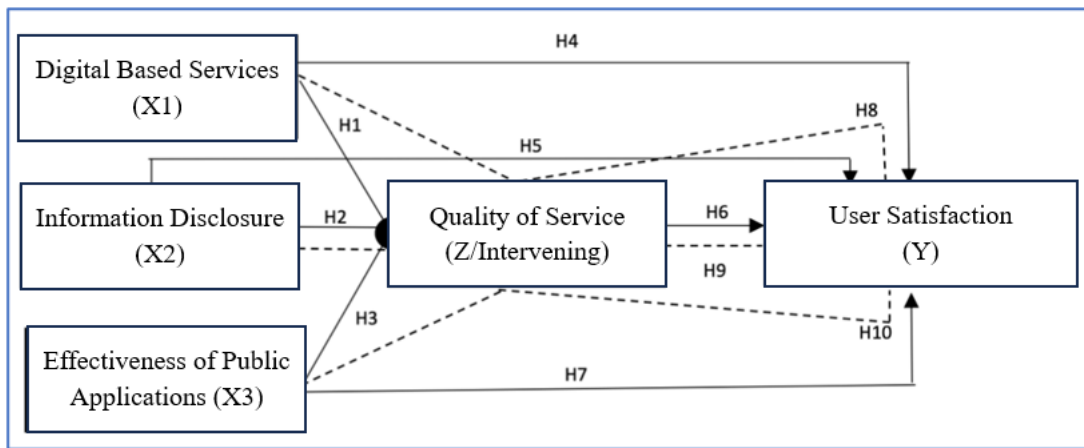 H4
Digital Based Services
(X1)
H8
H1
H5
Information Disclosure
(X2)
H2
Quality of Service
(Z/Intervening)
H6
User Satisfaction
(Y)
H9
H3
H10
Effectiveness of Public
Applications (X3)
H7